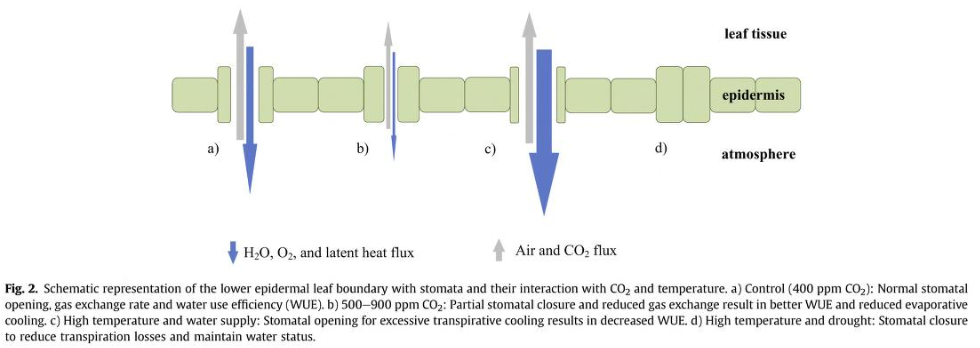 leaf tissue
epidermis
a)
b)
c)
d)
atmosphere
H₂O, O₂, and latent heat flux
Air and CO₂ flux
Fig. 2. Schematic representation of the lower epidermal leaf boundary with stomata and their interaction with CO₂ and temperature. a) Control (400 ppm CO₂): Normal stomatal
opening, gas exchange rate and water use efficiency (WUE). b) 500–900 ppm CO₂: Partial stomatal closure and reduced gas exchange result in better WUE and reduced evaporative
cooling. c) High temperature and water supply: Stomatal opening for excessive transpirative cooling results in decreased WUE. d) High temperature and drought: Stomatal closure
to reduce transpiration losses and maintain water status.